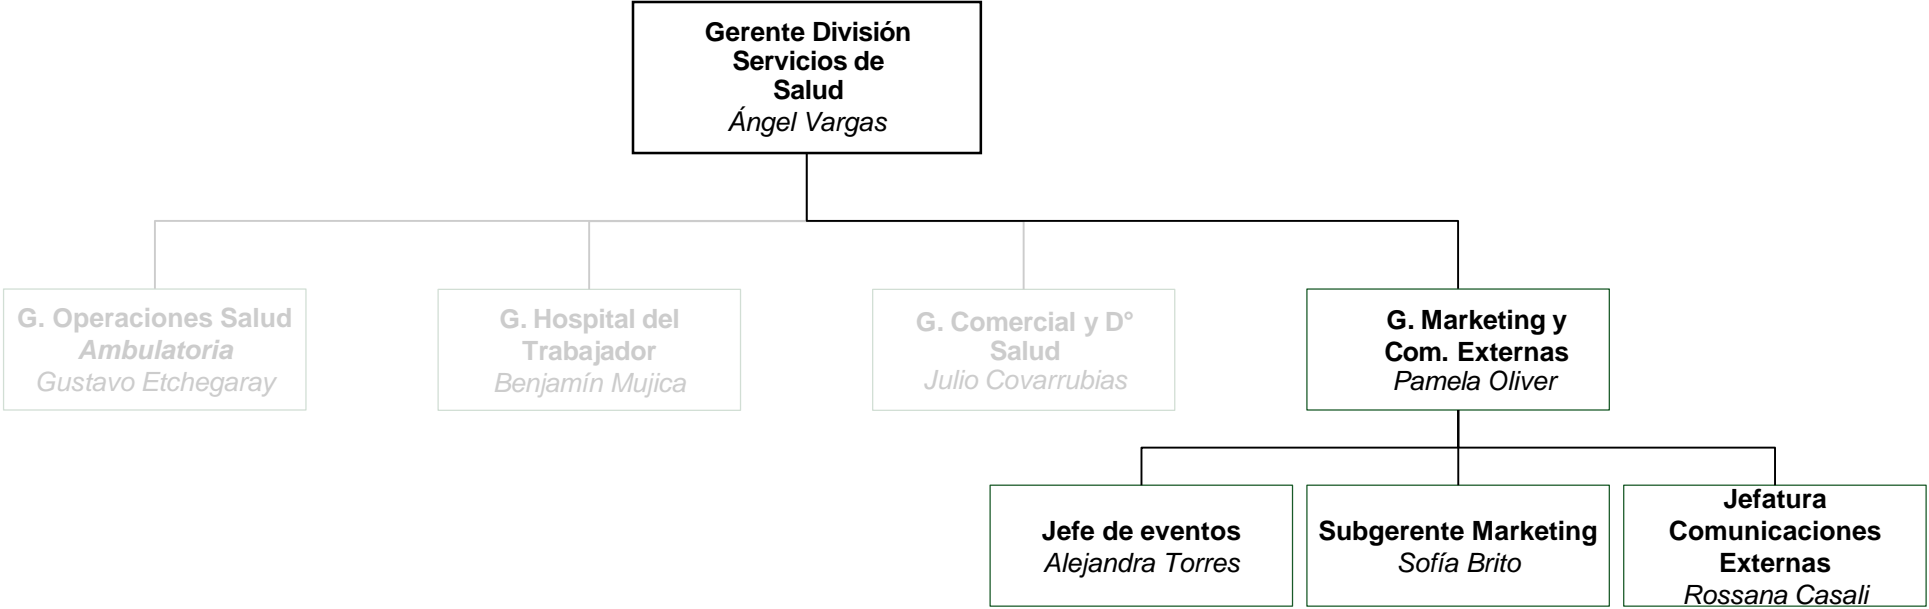 Gerente División
Servicios de
Salud
Ángel Vargas
G. Operaciones Salud
Ambulatoria
Gustavo Etchegaray
G. Hospital del
Trabajador
Benjamín Mujica
G. Comercial y D°
Salud
Julio Covarrubias
G. Marketing y
Com. Externas
Pamela Oliver
Jefe de eventos
Alejandra Torres
Subgerente Marketing
Sofía Brito
Jefatura
Comunicaciones
Externas
Rossana Casali